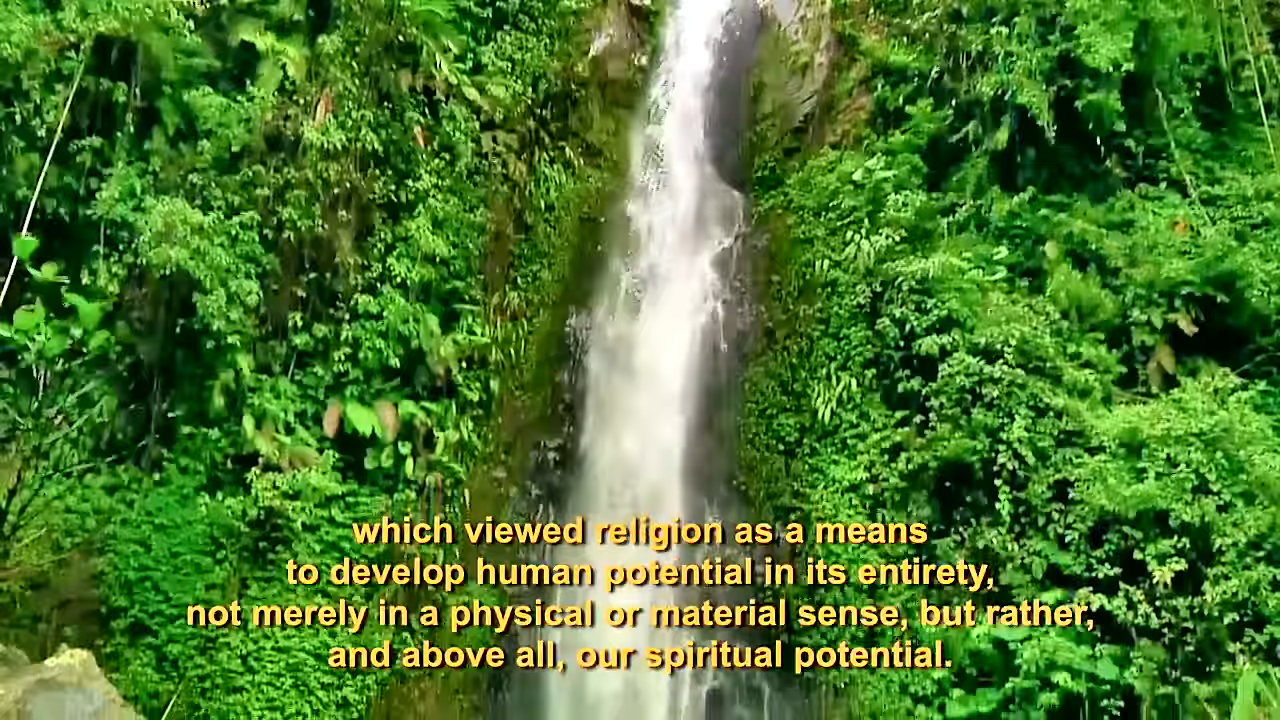 which viewed religion as a means
to develop human potential in its entirety,
not merely in a physical or material sense, but rather,
and above all, our spiritual potential.